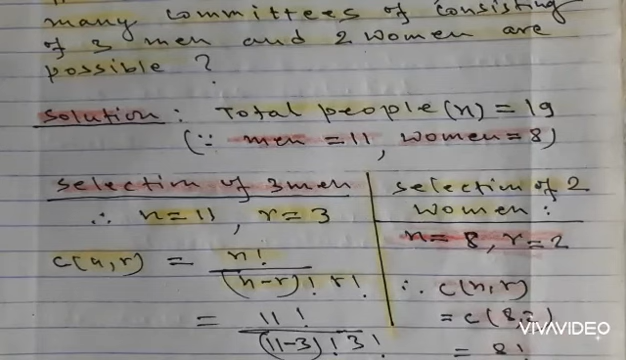 many committees of consisting
of 3 men and 2 women are
possible ?
Solution : Total people (n) = 19
(∵ men = 11, women = 8)
selection of 3 men
∴ n = 11, r = 3
c(n,r) = n! / (n-r)! r!
= 11! / (11-3)! 3!
selection of 2
women :
n = 8, r = 2
∴ c(n,r)
= c(8,2)
= 8!
VIVAVIDEO